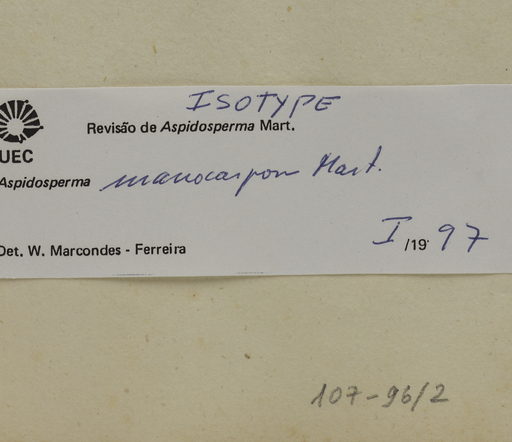 ISOTYPE
Revisão de Aspidosperma Mart.
UEC
Aspidosperma macrocarpon Mart.
Det. W. Marcondes - Ferreira
I /19 97
107-96/2